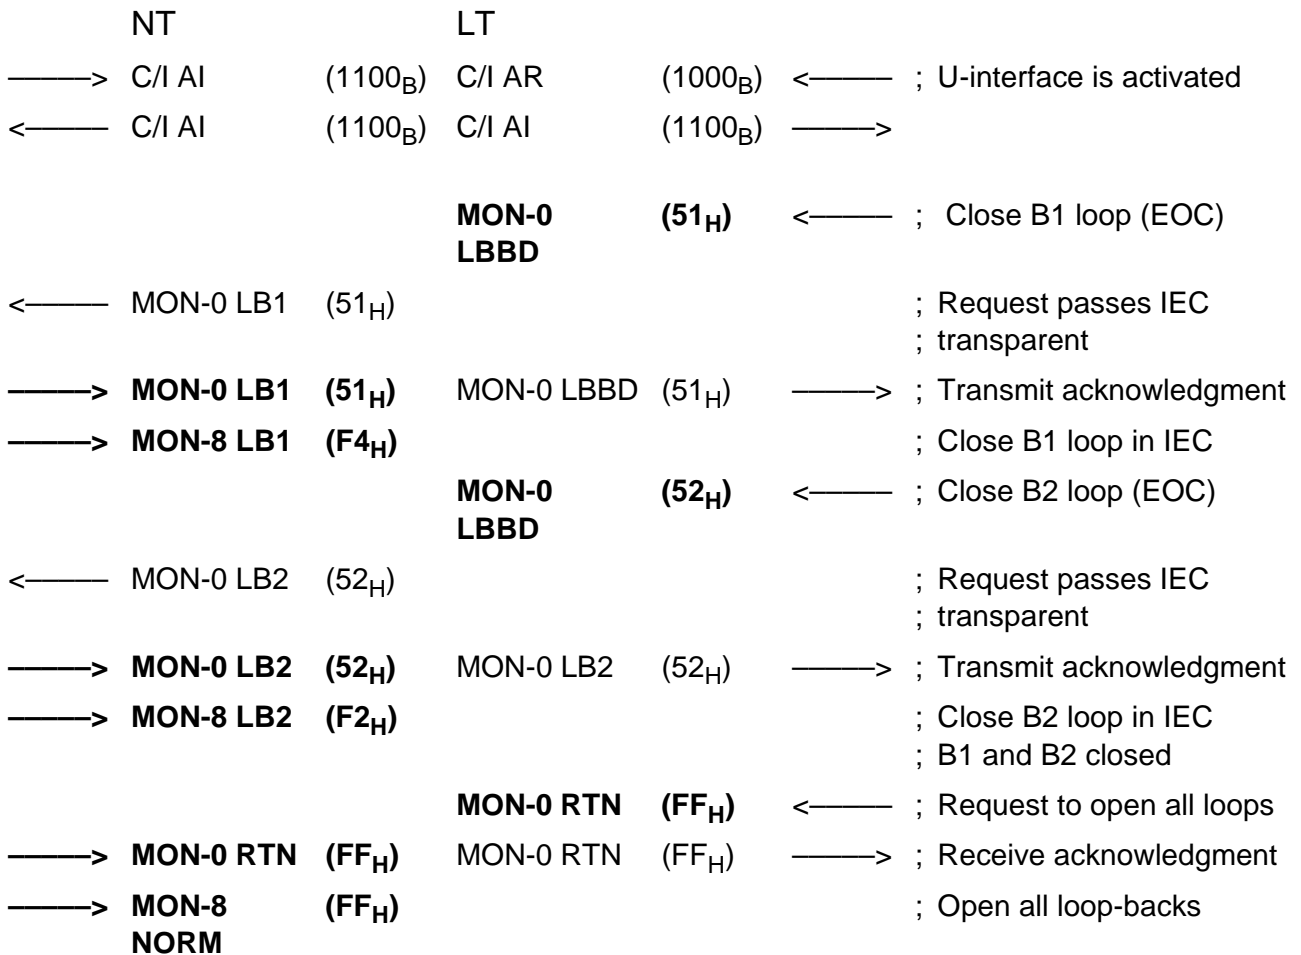 NT LT
–––––> C/I AI (1100B) C/I AR (1000B) <––––– ; U-interface is activated
<––––– C/I AI (1100B) C/I AI (1100B) –––––>
MON-0 (51H) <––––– ; Close B1 loop (EOC)
LBBD
<––––– MON-0 LB1 (51H) ; Request passes IEC
; transparent
–––––> MON-0 LB1 (51H) MON-0 LBBD (51H) –––––> ; Transmit acknowledgment
–––––> MON-8 LB1 (F4H) ; Close B1 loop in IEC
MON-0 (52H) <––––– ; Close B2 loop (EOC)
LBBD
<––––– MON-0 LB2 (52H) ; Request passes IEC
; transparent
–––––> MON-0 LB2 (52H) MON-0 LB2 (52H) –––––> ; Transmit acknowledgment
–––––> MON-8 LB2 (F2H) ; Close B2 loop in IEC
; B1 and B2 closed
MON-0 RTN (FFH) <––––– ; Request to open all loops
–––––> MON-0 RTN (FFH) MON-0 RTN (FFH) –––––> ; Receive acknowledgment
–––––> MON-8 (FFH) ; Open all loop-backs
NORM